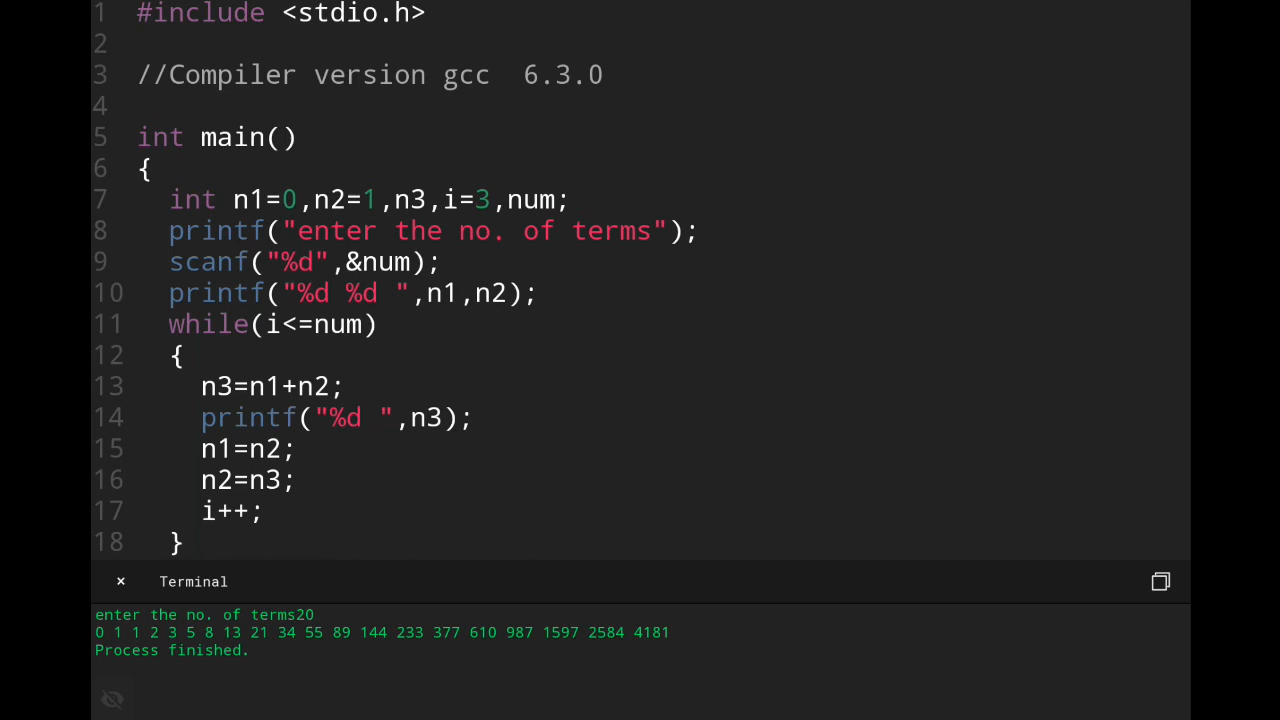 1 #include <stdio.h>
2
3 //Compiler version gcc  6.3.0
4
5 int main()
6 {
7   int n1=0,n2=1,n3,i=3,num;
8   printf("enter the no. of terms");
9   scanf("%d",&num);
10   printf("%d %d ",n1,n2);
11   while(i<=num)
12   {
13     n3=n1+n2;
14     printf("%d ",n3);
15     n1=n2;
16     n2=n3;
17     i++;
18   }
× Terminal
enter the no. of terms20
0 1 1 2 3 5 8 13 21 34 55 89 144 233 377 610 987 1597 2584 4181
Process finished.